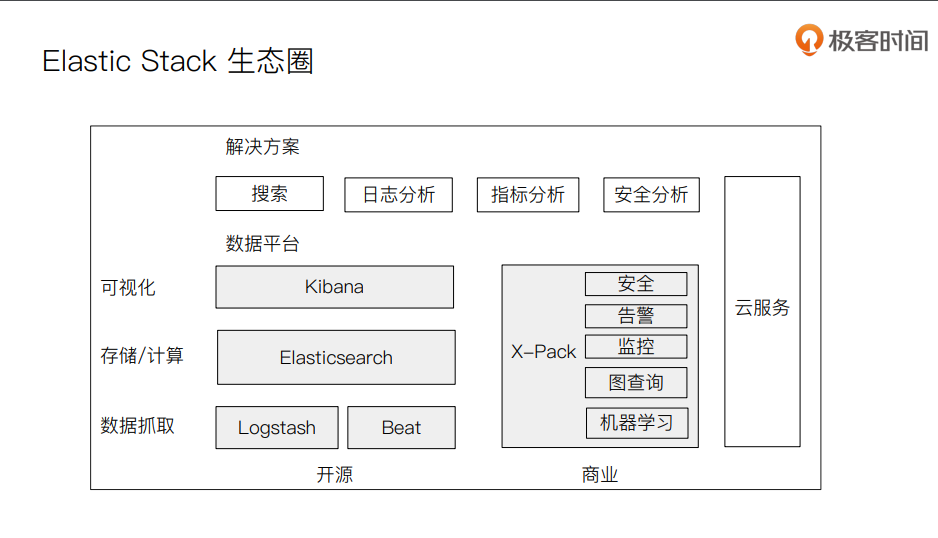 极客时间
Elastic Stack 生态圈
解决方案
搜索
日志分析
指标分析
安全分析
数据平台
可视化
Kibana
存储/计算
Elasticsearch
数据抓取
Logstash
Beat
X-Pack
安全
告警
监控
图查询
机器学习
云服务
开源
商业